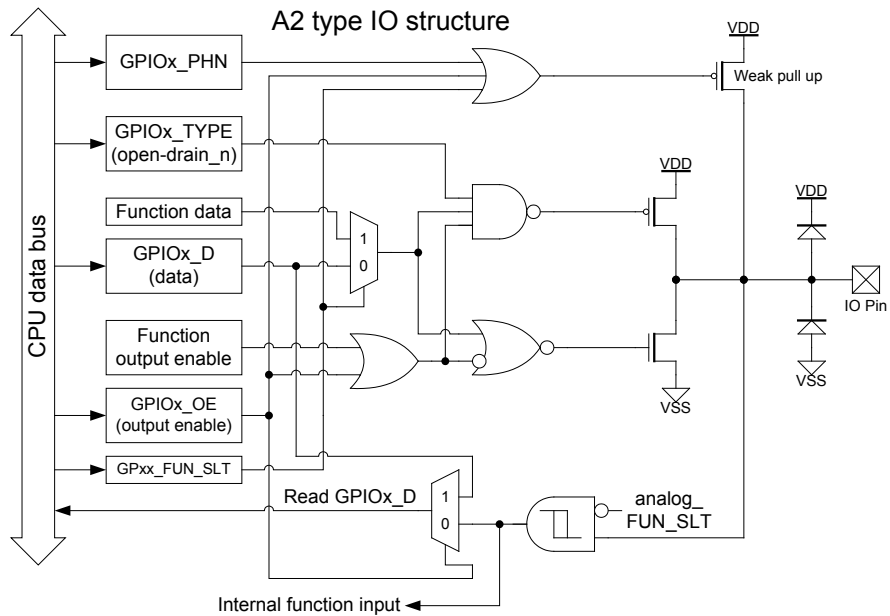 A2 type IO structure
CPU data bus
GPIOx_PHN
GPIOx_TYPE
(open-drain_n)
Function data
GPIOx_D
(data)
Function
output enable
GPIOx_OE
(output enable)
GPxx_FUN_SLT
1
0
VDD
Weak pull up
VDD
VDD
IO Pin
VSS
VSS
Read GPIOx_D
1
0
analog_
FUN_SLT
Internal function input